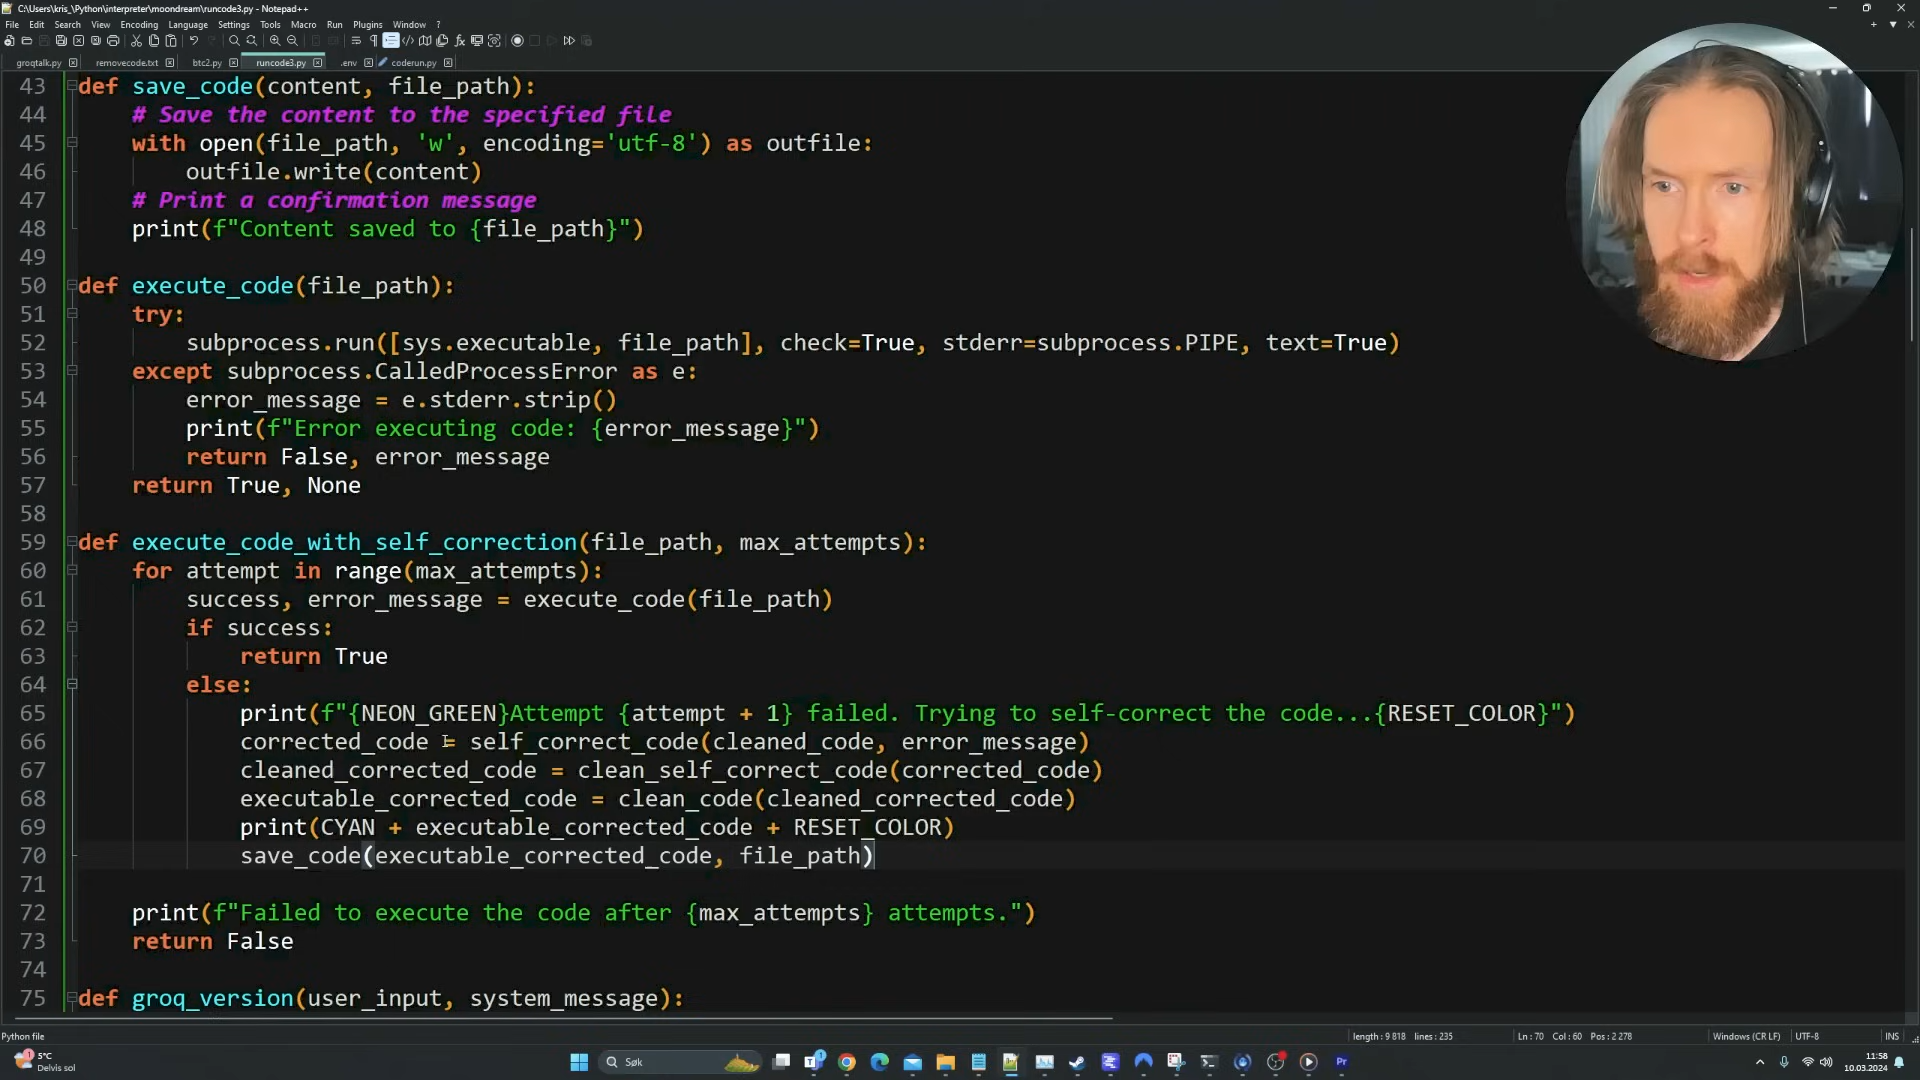 C:\Users\kris_\Python\interpreter\moondream\runcode3.py - Notepad++
File Edit Search View Encoding Language Settings Tools Macro Run Plugins Window ?
groqtalk.py removecode.txt btc2.py runcode3.py .env coderun.py
43 def save_code(content, file_path):
44 # Save the content to the specified file
45 with open(file_path, 'w', encoding='utf-8') as outfile:
46 outfile.write(content)
47 # Print a confirmation message
48 print(f"Content saved to {file_path}")
49
50 def execute_code(file_path):
51 try:
52 subprocess.run([sys.executable, file_path], check=True, stderr=subprocess.PIPE, text=True)
53 except subprocess.CalledProcessError as e:
54 error_message = e.stderr.strip()
55 print(f"Error executing code: {error_message}")
56 return False, error_message
57 return True, None
58
59 def execute_code_with_self_correction(file_path, max_attempts):
60 for attempt in range(max_attempts):
61 success, error_message = execute_code(file_path)
62 if success:
63 return True
64 else:
65 print(f"{NEON_GREEN}Attempt {attempt + 1} failed. Trying to self-correct the code...{RESET_COLOR}")
66 corrected_code = self_correct_code(cleaned_code, error_message)
67 cleaned_corrected_code = clean_self_correct_code(corrected_code)
68 executable_corrected_code = clean_code(cleaned_corrected_code)
69 print(CYAN + executable_corrected_code + RESET_COLOR)
70 save_code(executable_corrected_code, file_path)
71
72 print(f"Failed to execute the code after {max_attempts} attempts.")
73 return False
74
75 def groq_version(user_input, system_message):
Python file length : 9 818 lines : 235 Ln : 70 Col : 60 Pos : 2 278 Windows (CR LF) UTF-8 INS
5°C
Delvis sol
Søk
11:58
10.03.2024